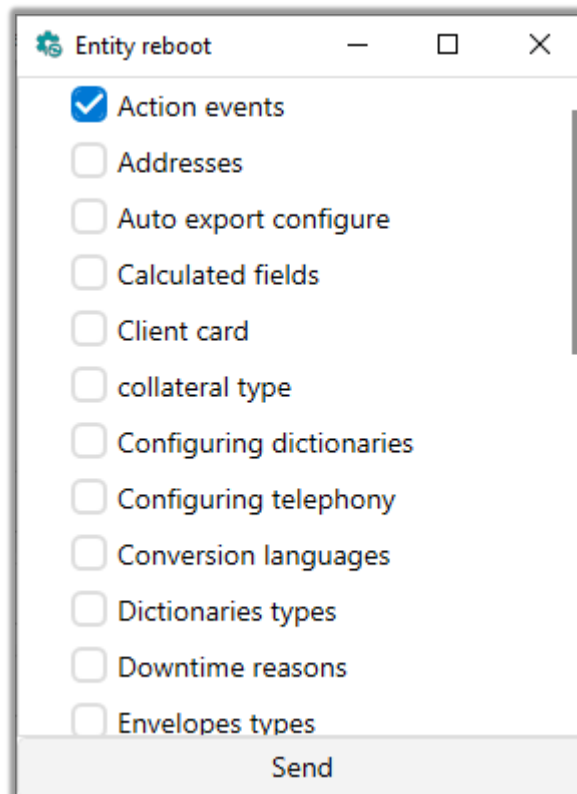 Entity reboot
Action events
Addresses
Auto export configure
Calculated fields
Client card
collateral type
Configuring dictionaries
Configuring telephony
Conversion languages
Dictionaries types
Downtime reasons
Envelopes types
Send